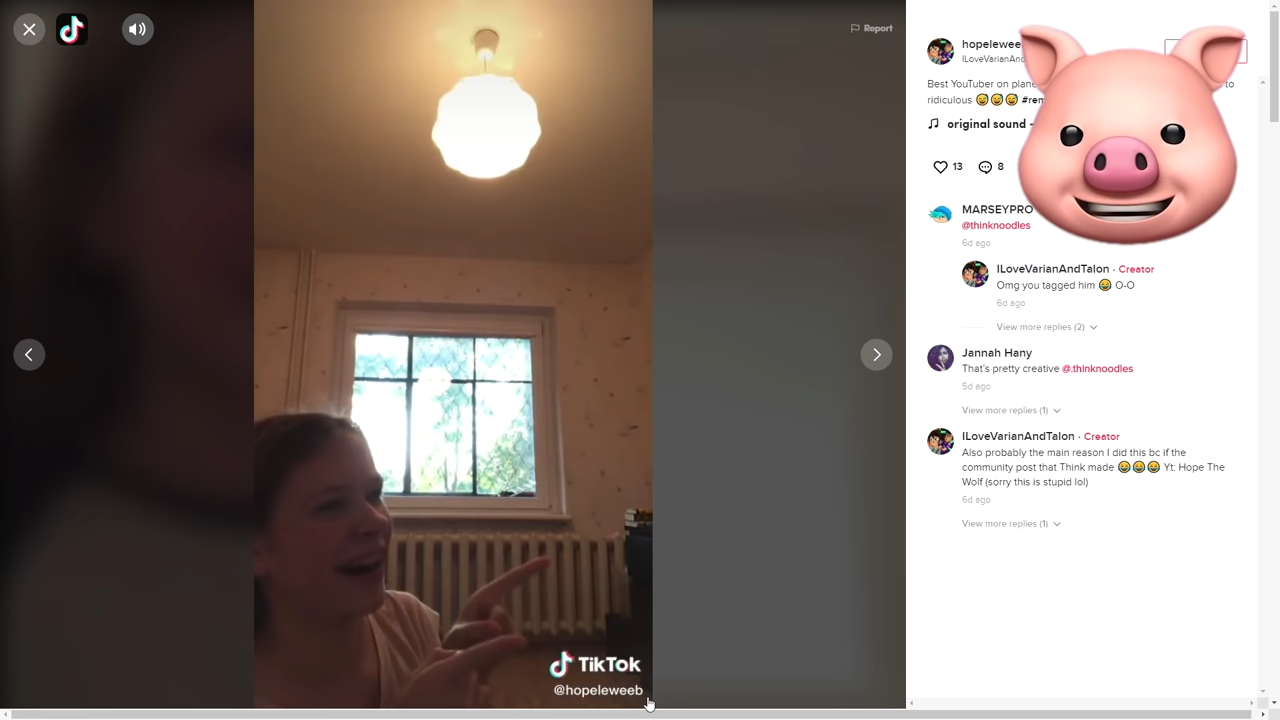 Report
hopelewee
ILoveVarianAnd
Best YouTuber on plane to
ridiculous 😅😅😅 #rem
original sound -
13
8
MARSEYPRO
@thinknoodles
6d ago
ILoveVarianAndTalon · Creator
Omg you tagged him 😂 O-O
6d ago
View more replies (2)
Jannah Hany
That's pretty creative @.thinknoodles
5d ago
View more replies (1)
ILoveVarianAndTalon · Creator
Also probably the main reason I did this bc if the
community post that Think made 😂😂😂 Yt: Hope The
Wolf (sorry this is stupid lol)
6d ago
View more replies (1)
TikTok
@hopeleweeb